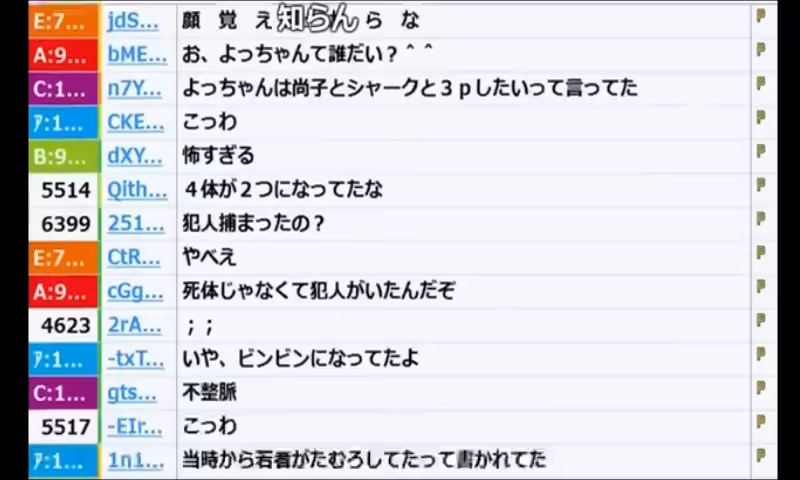 E:7... jdS... 顔 覚 え 知らん ら な P
A:9... bME... お、よっちゃんて誰だい？＾＾ P
C:1... n7Y... よっちゃんは尚子とシャークと３ｐしたいって言ってた P
ｱ:1... CKE... こっわ P
B:9... dXY... 怖すぎる P
5514 Qith... ４体が２つになってたな P
6399 251... 犯人捕まったの？ P
E:7... CtR... やべえ P
A:9... cGg... 死体じゃなくて犯人がいたんだぞ P
4623 2rA... ；； P
ｱ:1... -txT... いや、ビンビンになってたよ P
C:1... gts... 不整脈 P
5517 -EIr... こっわ P
ｱ:1... 1n1... 当時から若者がたむろしてたって書かれてた P